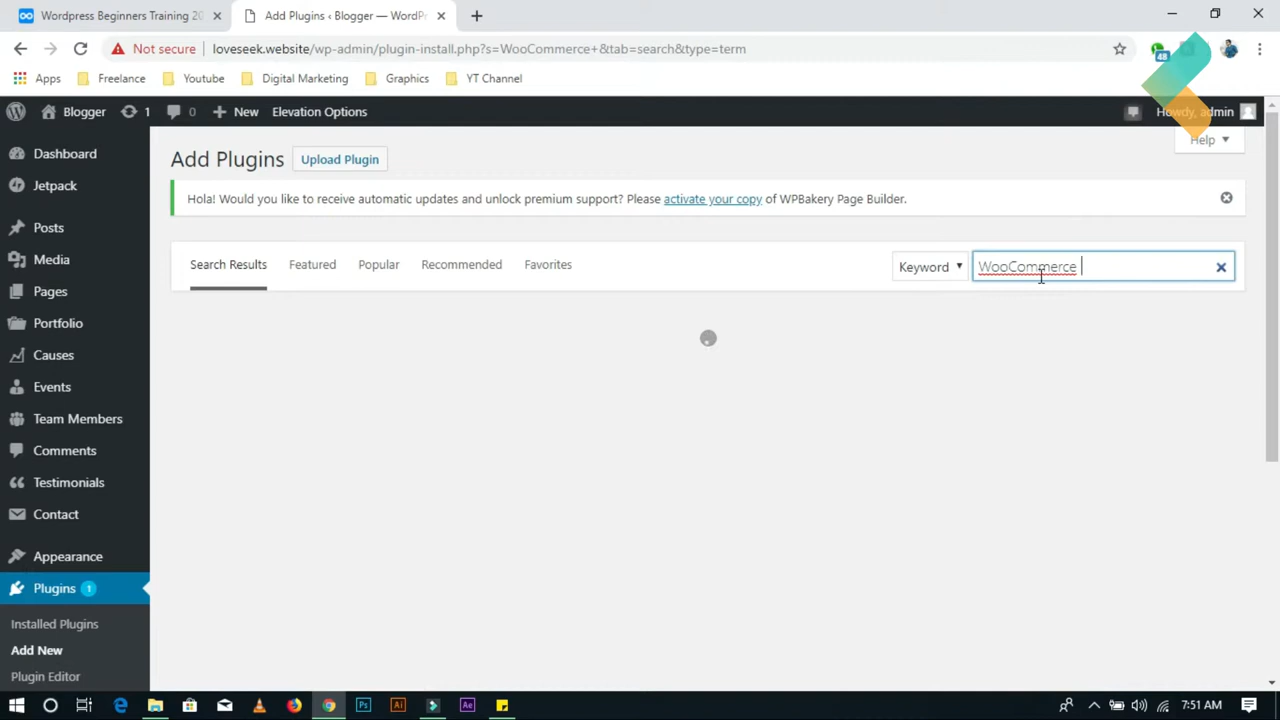 Wordpress Beginners Training 20
Add Plugins ‹ Blogger — WordPr
Not secure
loveseek.website/wp-admin/plugin-install.php?s=WooCommerce+&tab=search&type=term
48
Apps
Freelance
Youtube
Digital Marketing
Graphics
YT Channel
Blogger
1
0
New
Elevation Options
Howdy, admin
Dashboard
Jetpack
Posts
Media
Pages
Portfolio
Causes
Events
Team Members
Comments
Testimonials
Contact
Appearance
Plugins 1
Installed Plugins
Add New
Plugin Editor
Add Plugins
Upload Plugin
Help
Hola! Would you like to receive automatic updates and unlock premium support? Please activate your copy of WPBakery Page Builder.
Search Results
Featured
Popular
Recommended
Favorites
Keyword
WooCommerce
Ps
Ai
Ae
7:51 AM